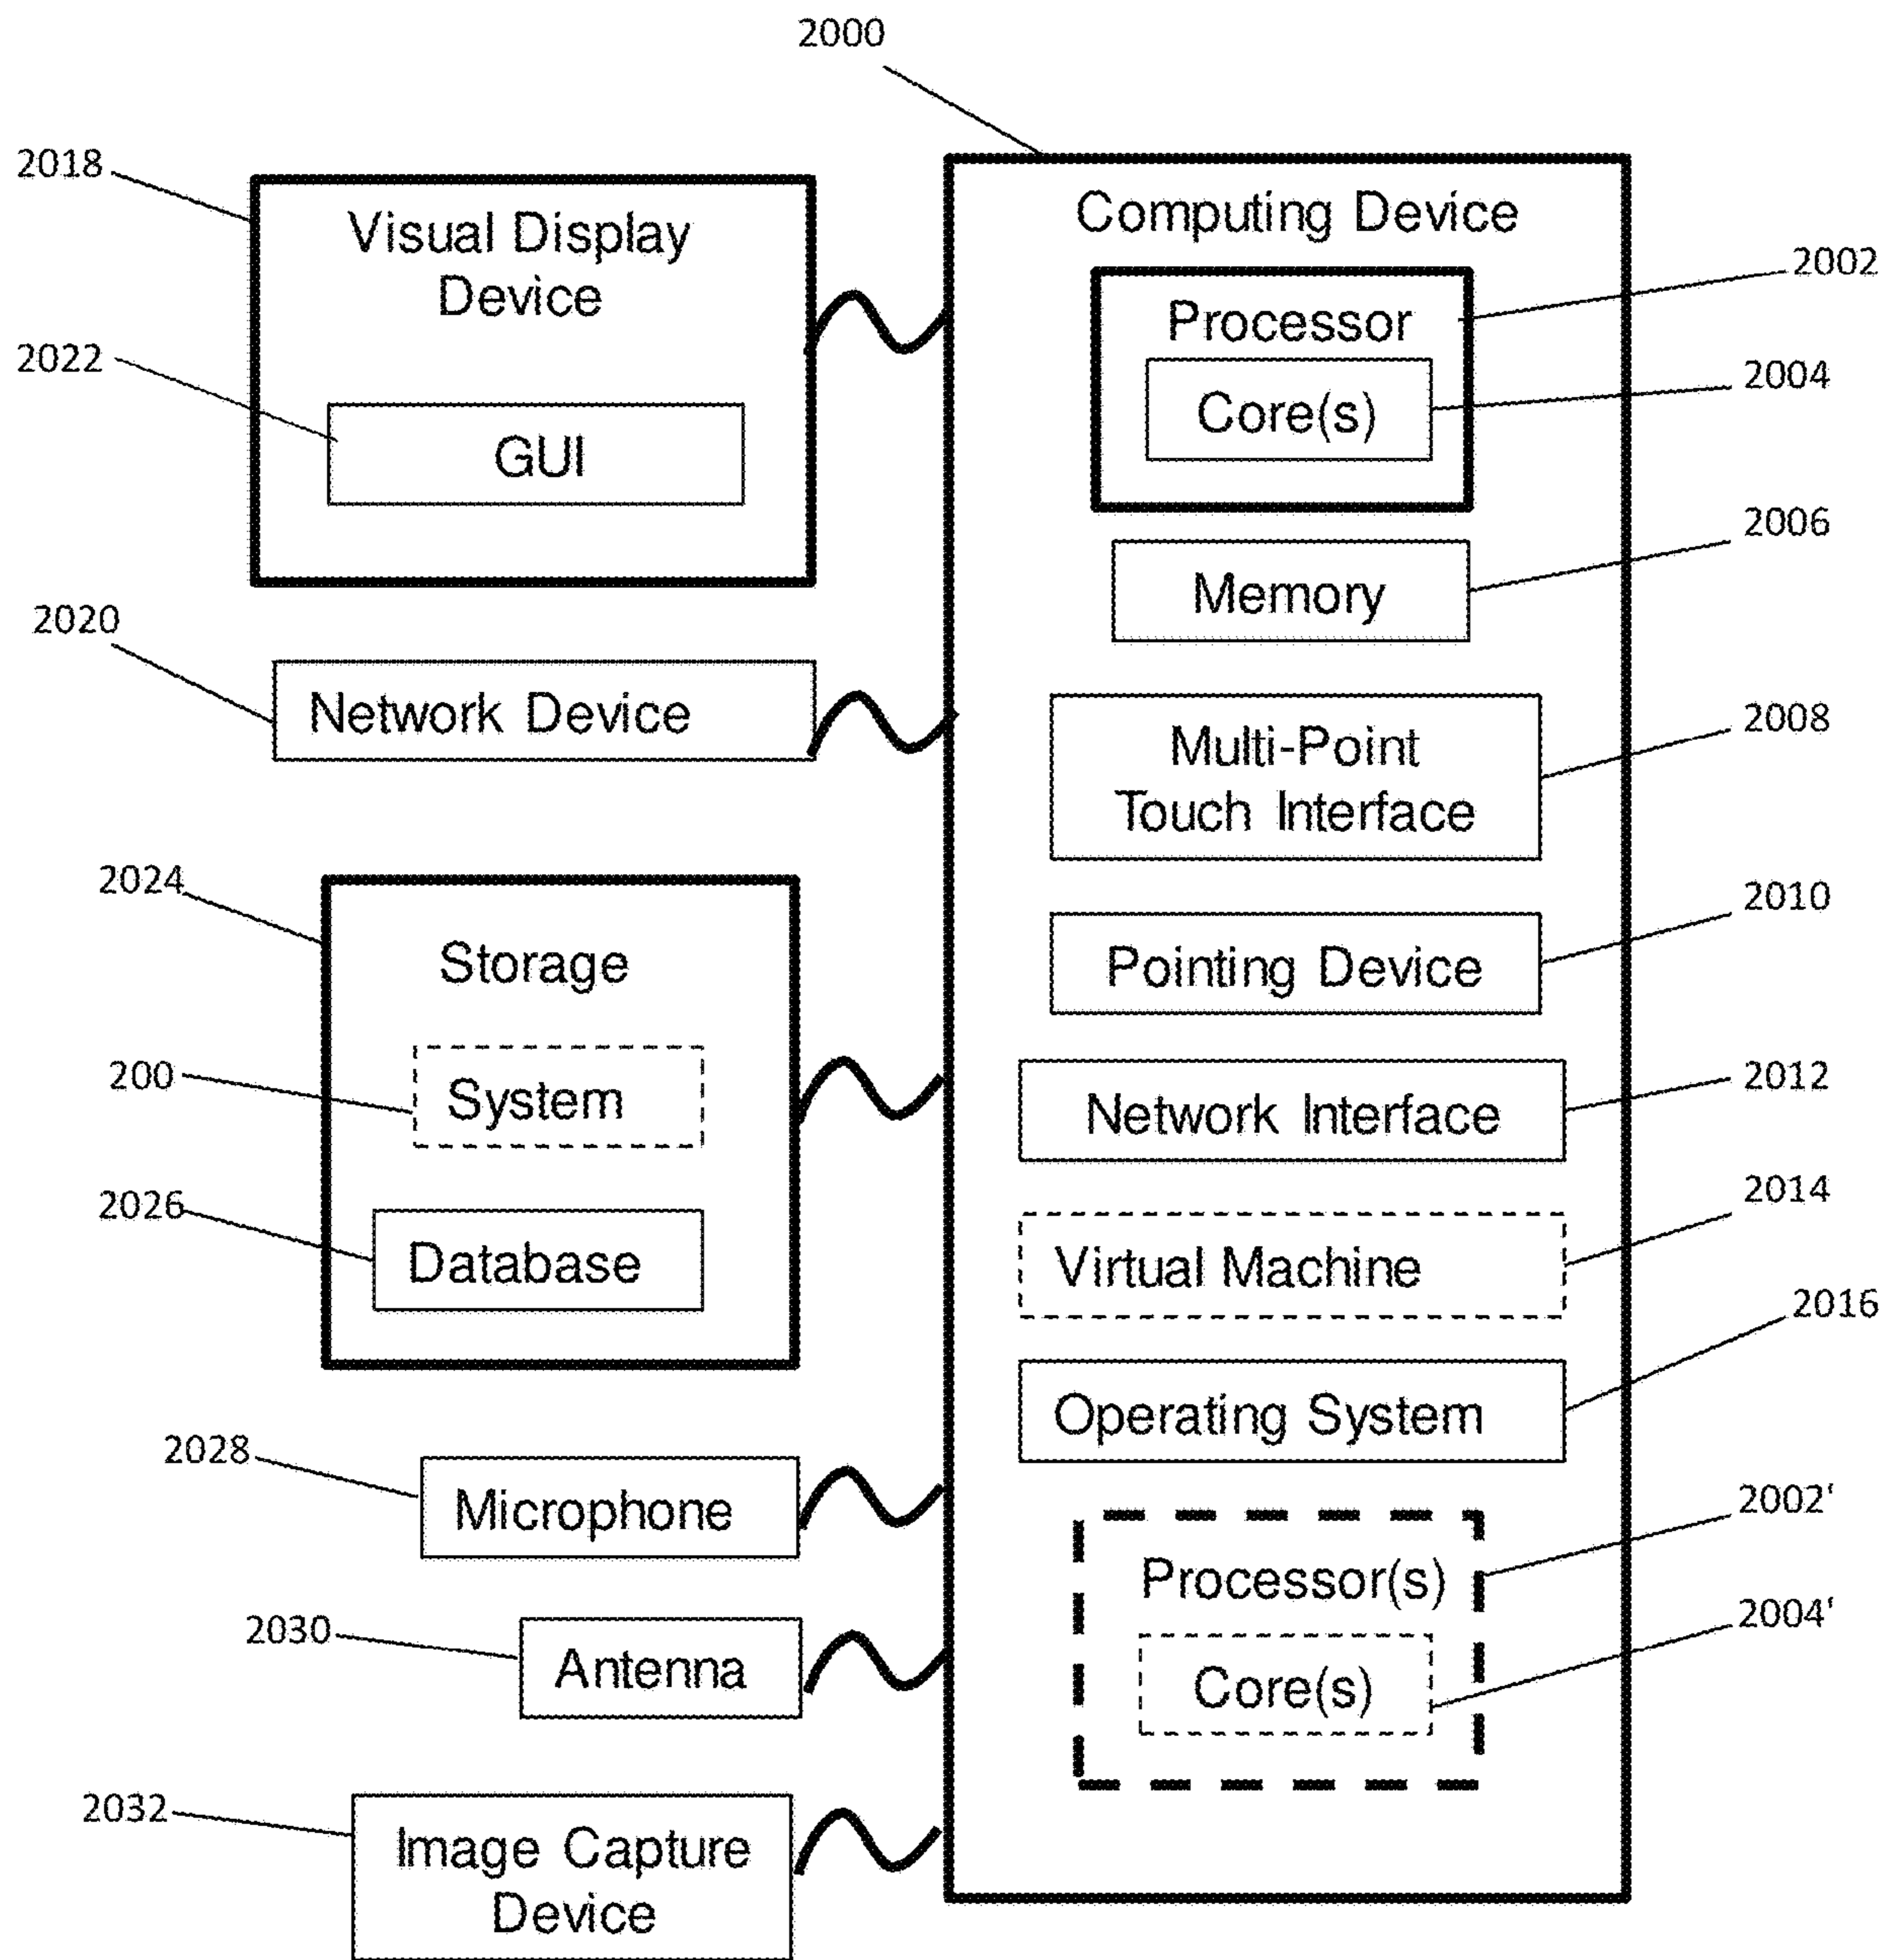 2000
2018
Visual Display
Device
2022
GUI
2020
Network Device
2024
Storage
200
System
2026
Database
2028
Microphone
2030
Antenna
2032
Image Capture
Device
Computing Device
2002
Processor
2004
Core(s)
2006
Memory
2008
Multi-Point
Touch Interface
2010
Pointing Device
2012
Network Interface
2014
Virtual Machine
2016
Operating System
2002'
Processor(s)
2004'
Core(s)